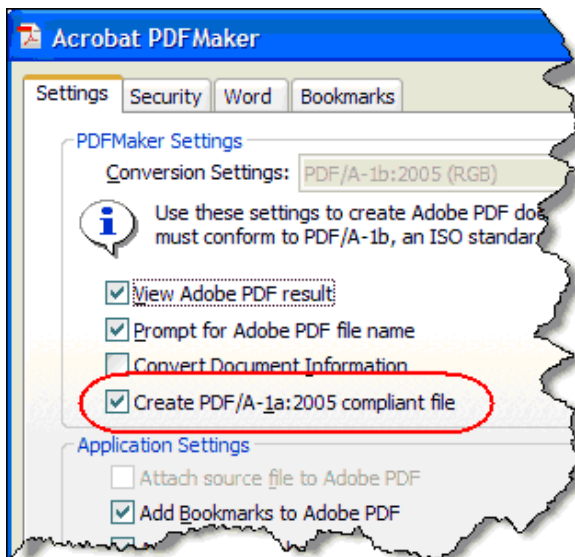 Acrobat PDFMaker
Settings Security Word Bookmarks
PDFMaker Settings
Conversion Settings: PDF/A-1b:2005 (RGB)
Use these settings to create Adobe PDF
must conform to PDF/A-1b, an ISO
View Adobe PDF result
Prompt for Adobe PDF file name
Convert Document Information
Create PDF/A-1a:2005 compliant file
Application Settings
Attach source file to Adobe PDF
Add Bookmarks to Adobe PDF